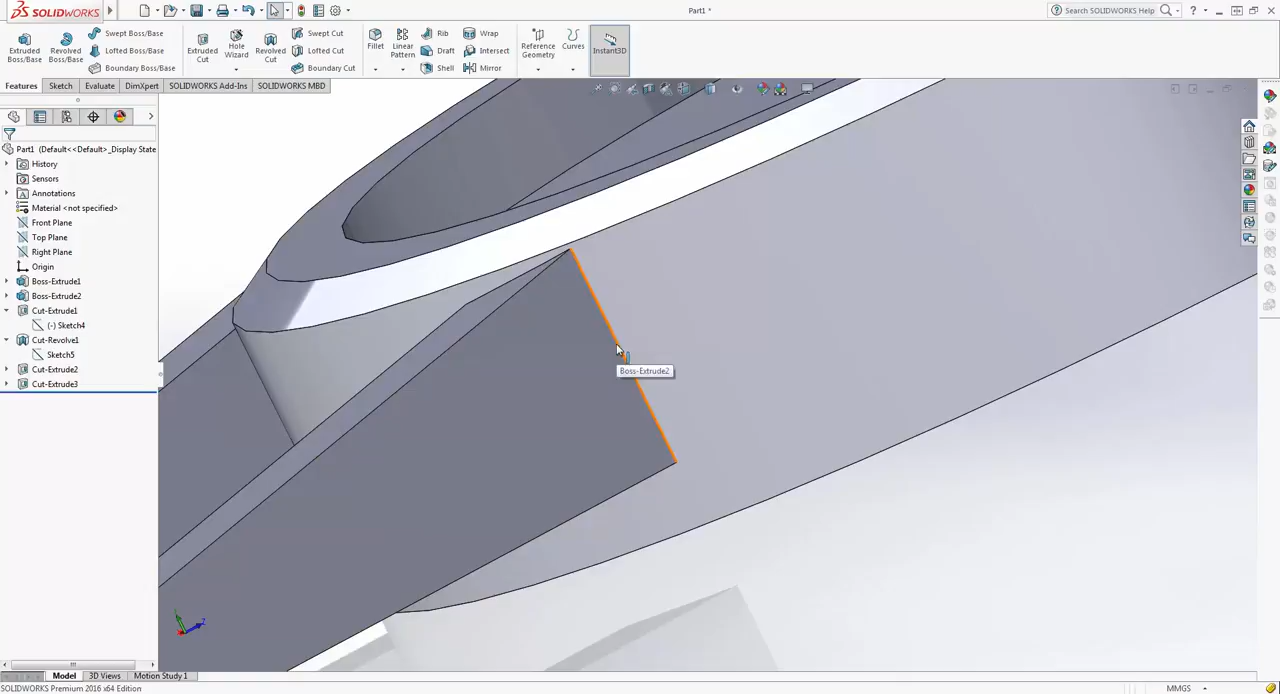 SOLIDWORKS
Part1 *
Search SOLIDWORKS Help
Extruded Boss/Base
Revolved Boss/Base
Swept Boss/Base
Lofted Boss/Base
Boundary Boss/Base
Extruded Cut
Hole Wizard
Revolved Cut
Swept Cut
Lofted Cut
Boundary Cut
Fillet
Linear Pattern
Rib
Draft
Shell
Wrap
Intersect
Mirror
Reference Geometry
Curves
Instant3D
Features
Sketch
Evaluate
DimXpert
SOLIDWORKS Add-Ins
SOLIDWORKS MBD
Part1 (Default<<Default>_Display State
History
Sensors
Annotations
Material <not specified>
Front Plane
Top Plane
Right Plane
Origin
Boss-Extrude1
Boss-Extrude2
Cut-Extrude1
(-) Sketch4
Cut-Revolve1
Sketch5
Cut-Extrude2
Cut-Extrude3
Boss-Extrude2
Z
Model
3D Views
Motion Study 1
SOLIDWORKS Premium 2016 x64 Edition
MMGS